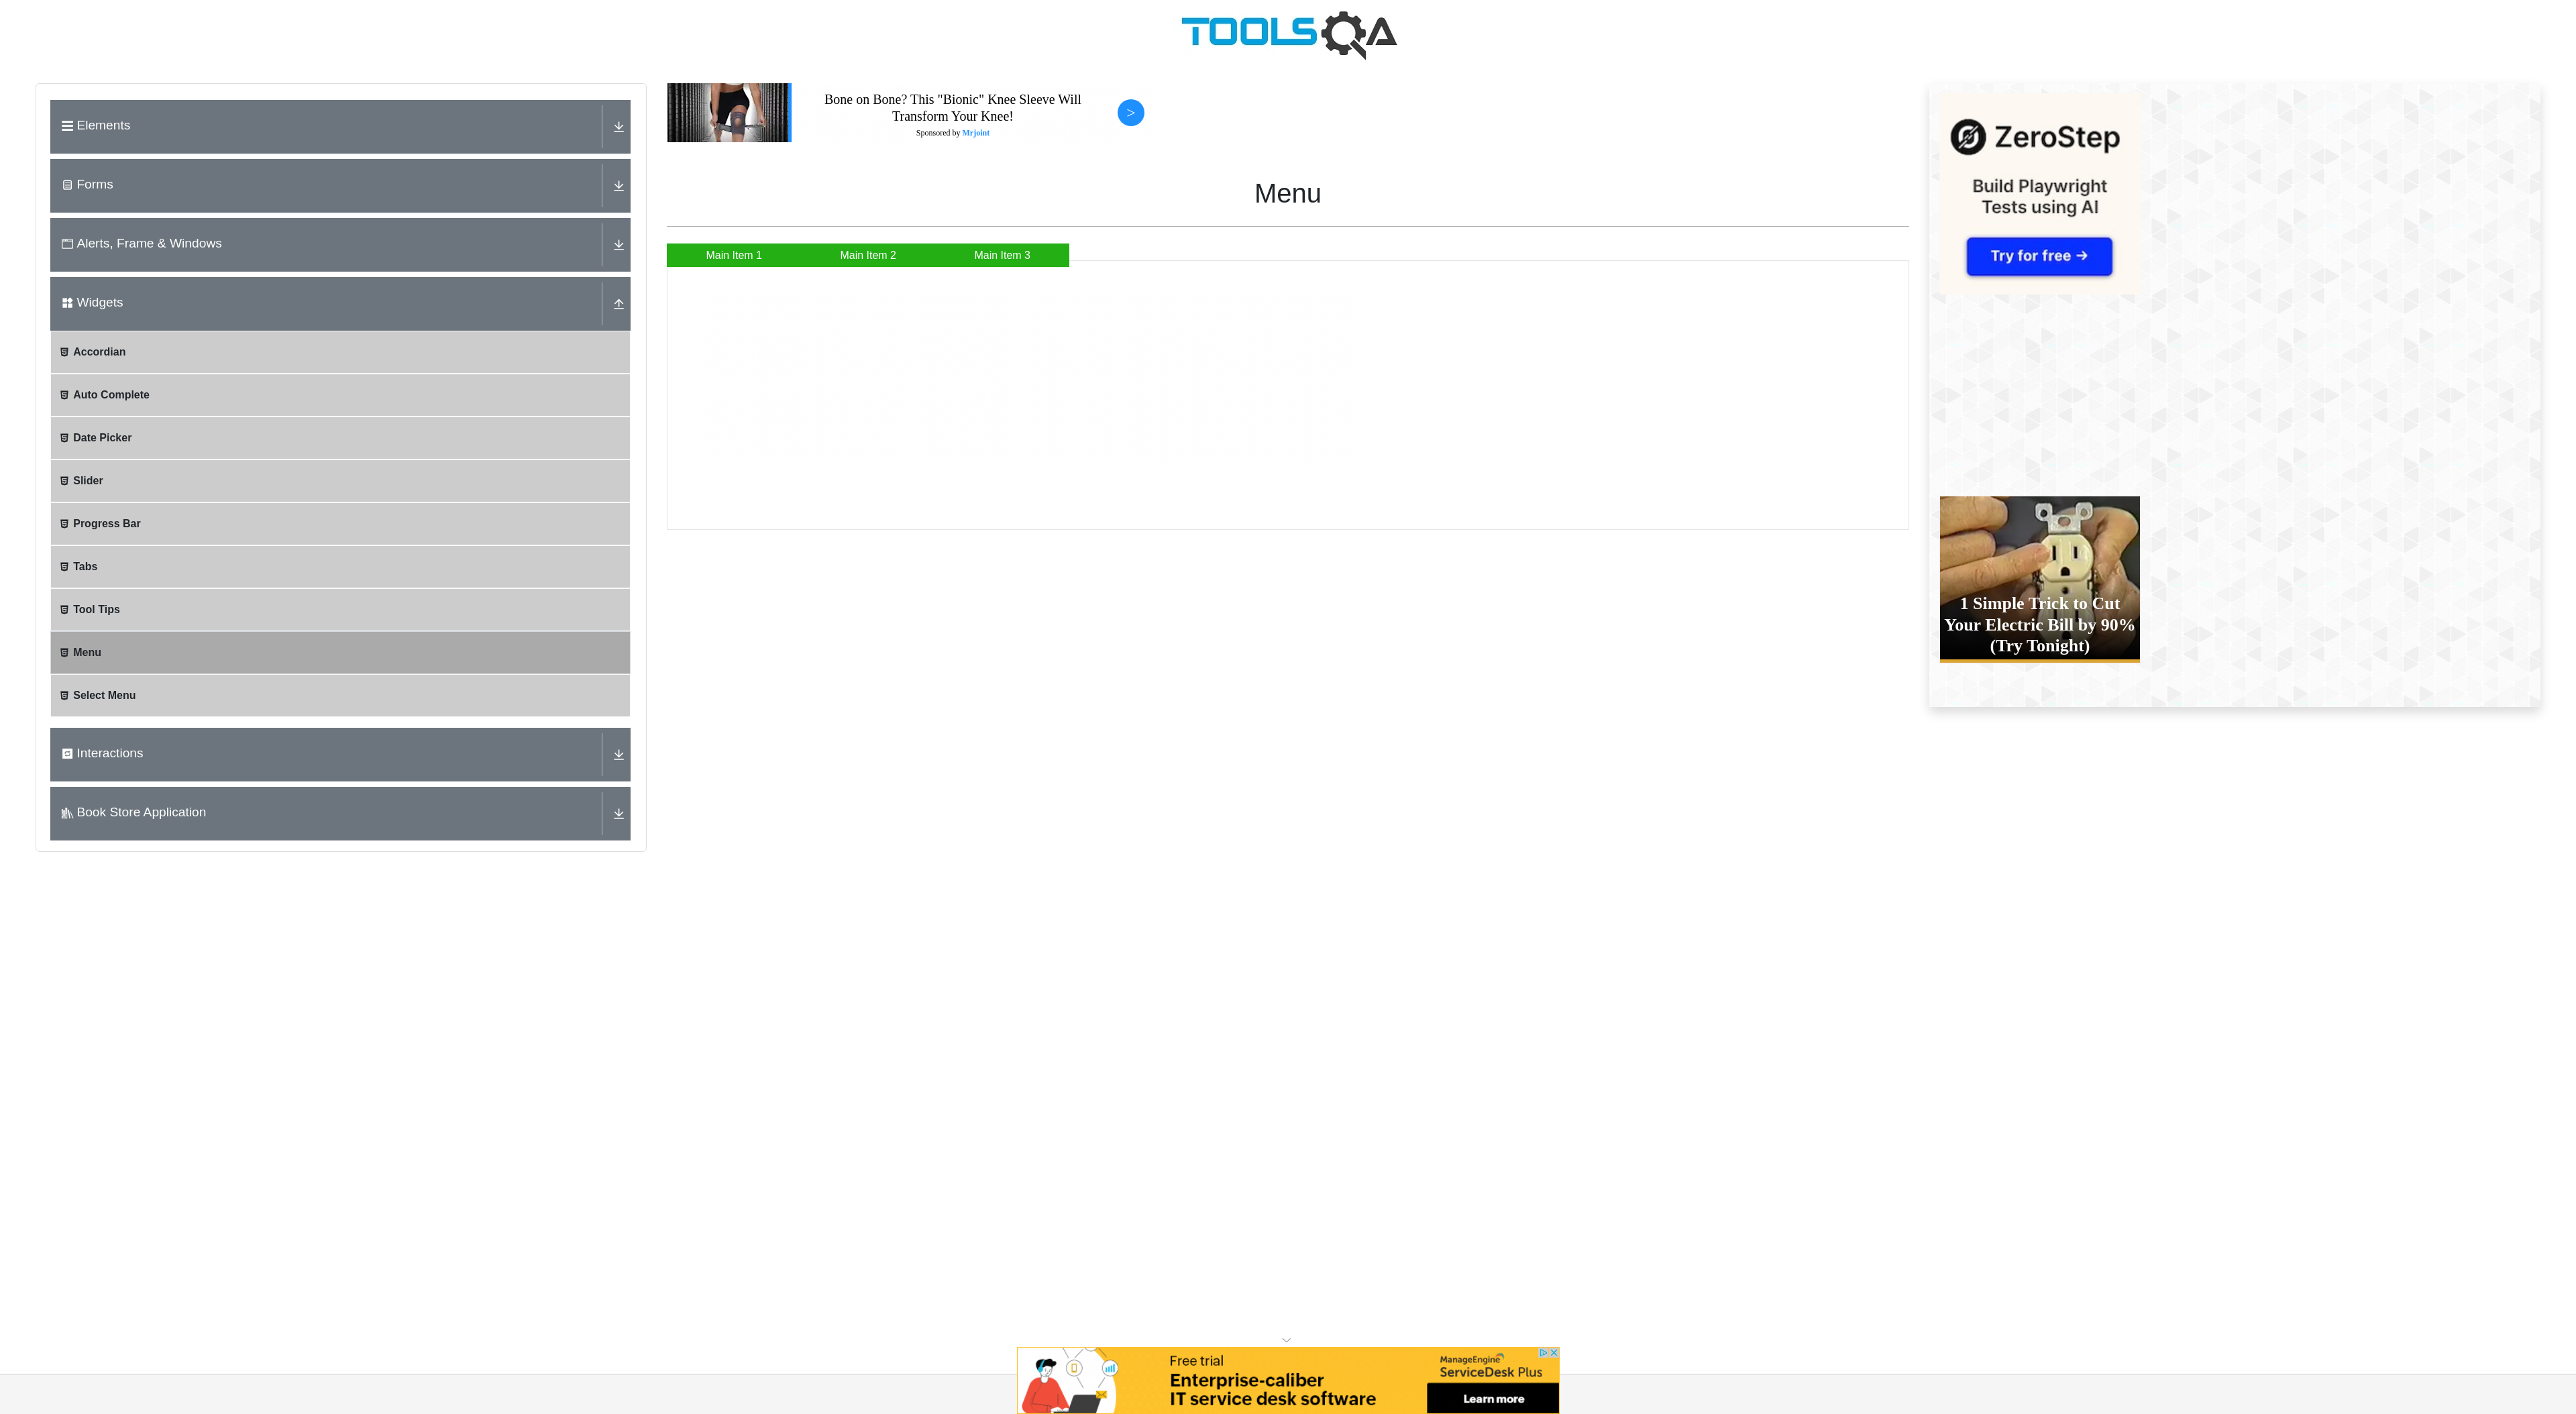 TOOLSQA
Elements
Forms
Alerts, Frame & Windows
Widgets
Accordian
Auto Complete
Date Picker
Slider
Progress Bar
Tabs
Tool Tips
Menu
Select Menu
Interactions
Book Store Application
Bone on Bone? This "Bionic" Knee Sleeve Will
Transform Your Knee!
Sponsored by Mrjoint
>
Menu
Main Item 1
Main Item 2
Main Item 3
ZeroStep
Build Playwright
Tests using AI
Try for free →
1 Simple Trick to Cut
Your Electric Bill by 90%
(Try Tonight)
Free trial
Enterprise-caliber
IT service desk software
ManageEngine
ServiceDesk Plus
Learn more